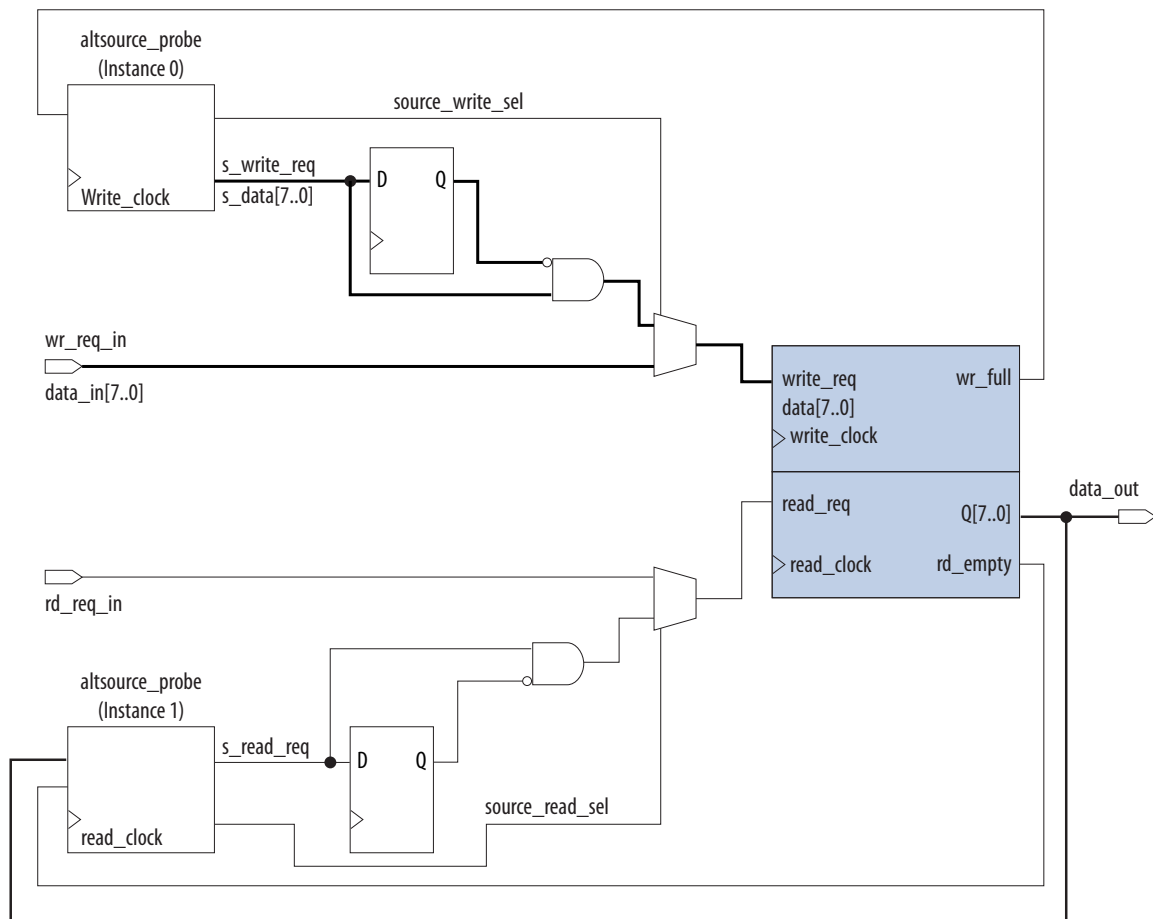 altsource_probe
(Instance 0)
source_write_sel
s_write_req
D Q
Write_clock
s_data[7..0]
wr_req_in
data_in[7..0]
write_req
wr_full
data[7..0]
write_clock
data_out
read_req
Q[7..0]
read_clock
rd_empty
rd_req_in
altsource_probe
(Instance 1)
s_read_req
D Q
source_read_sel
read_clock